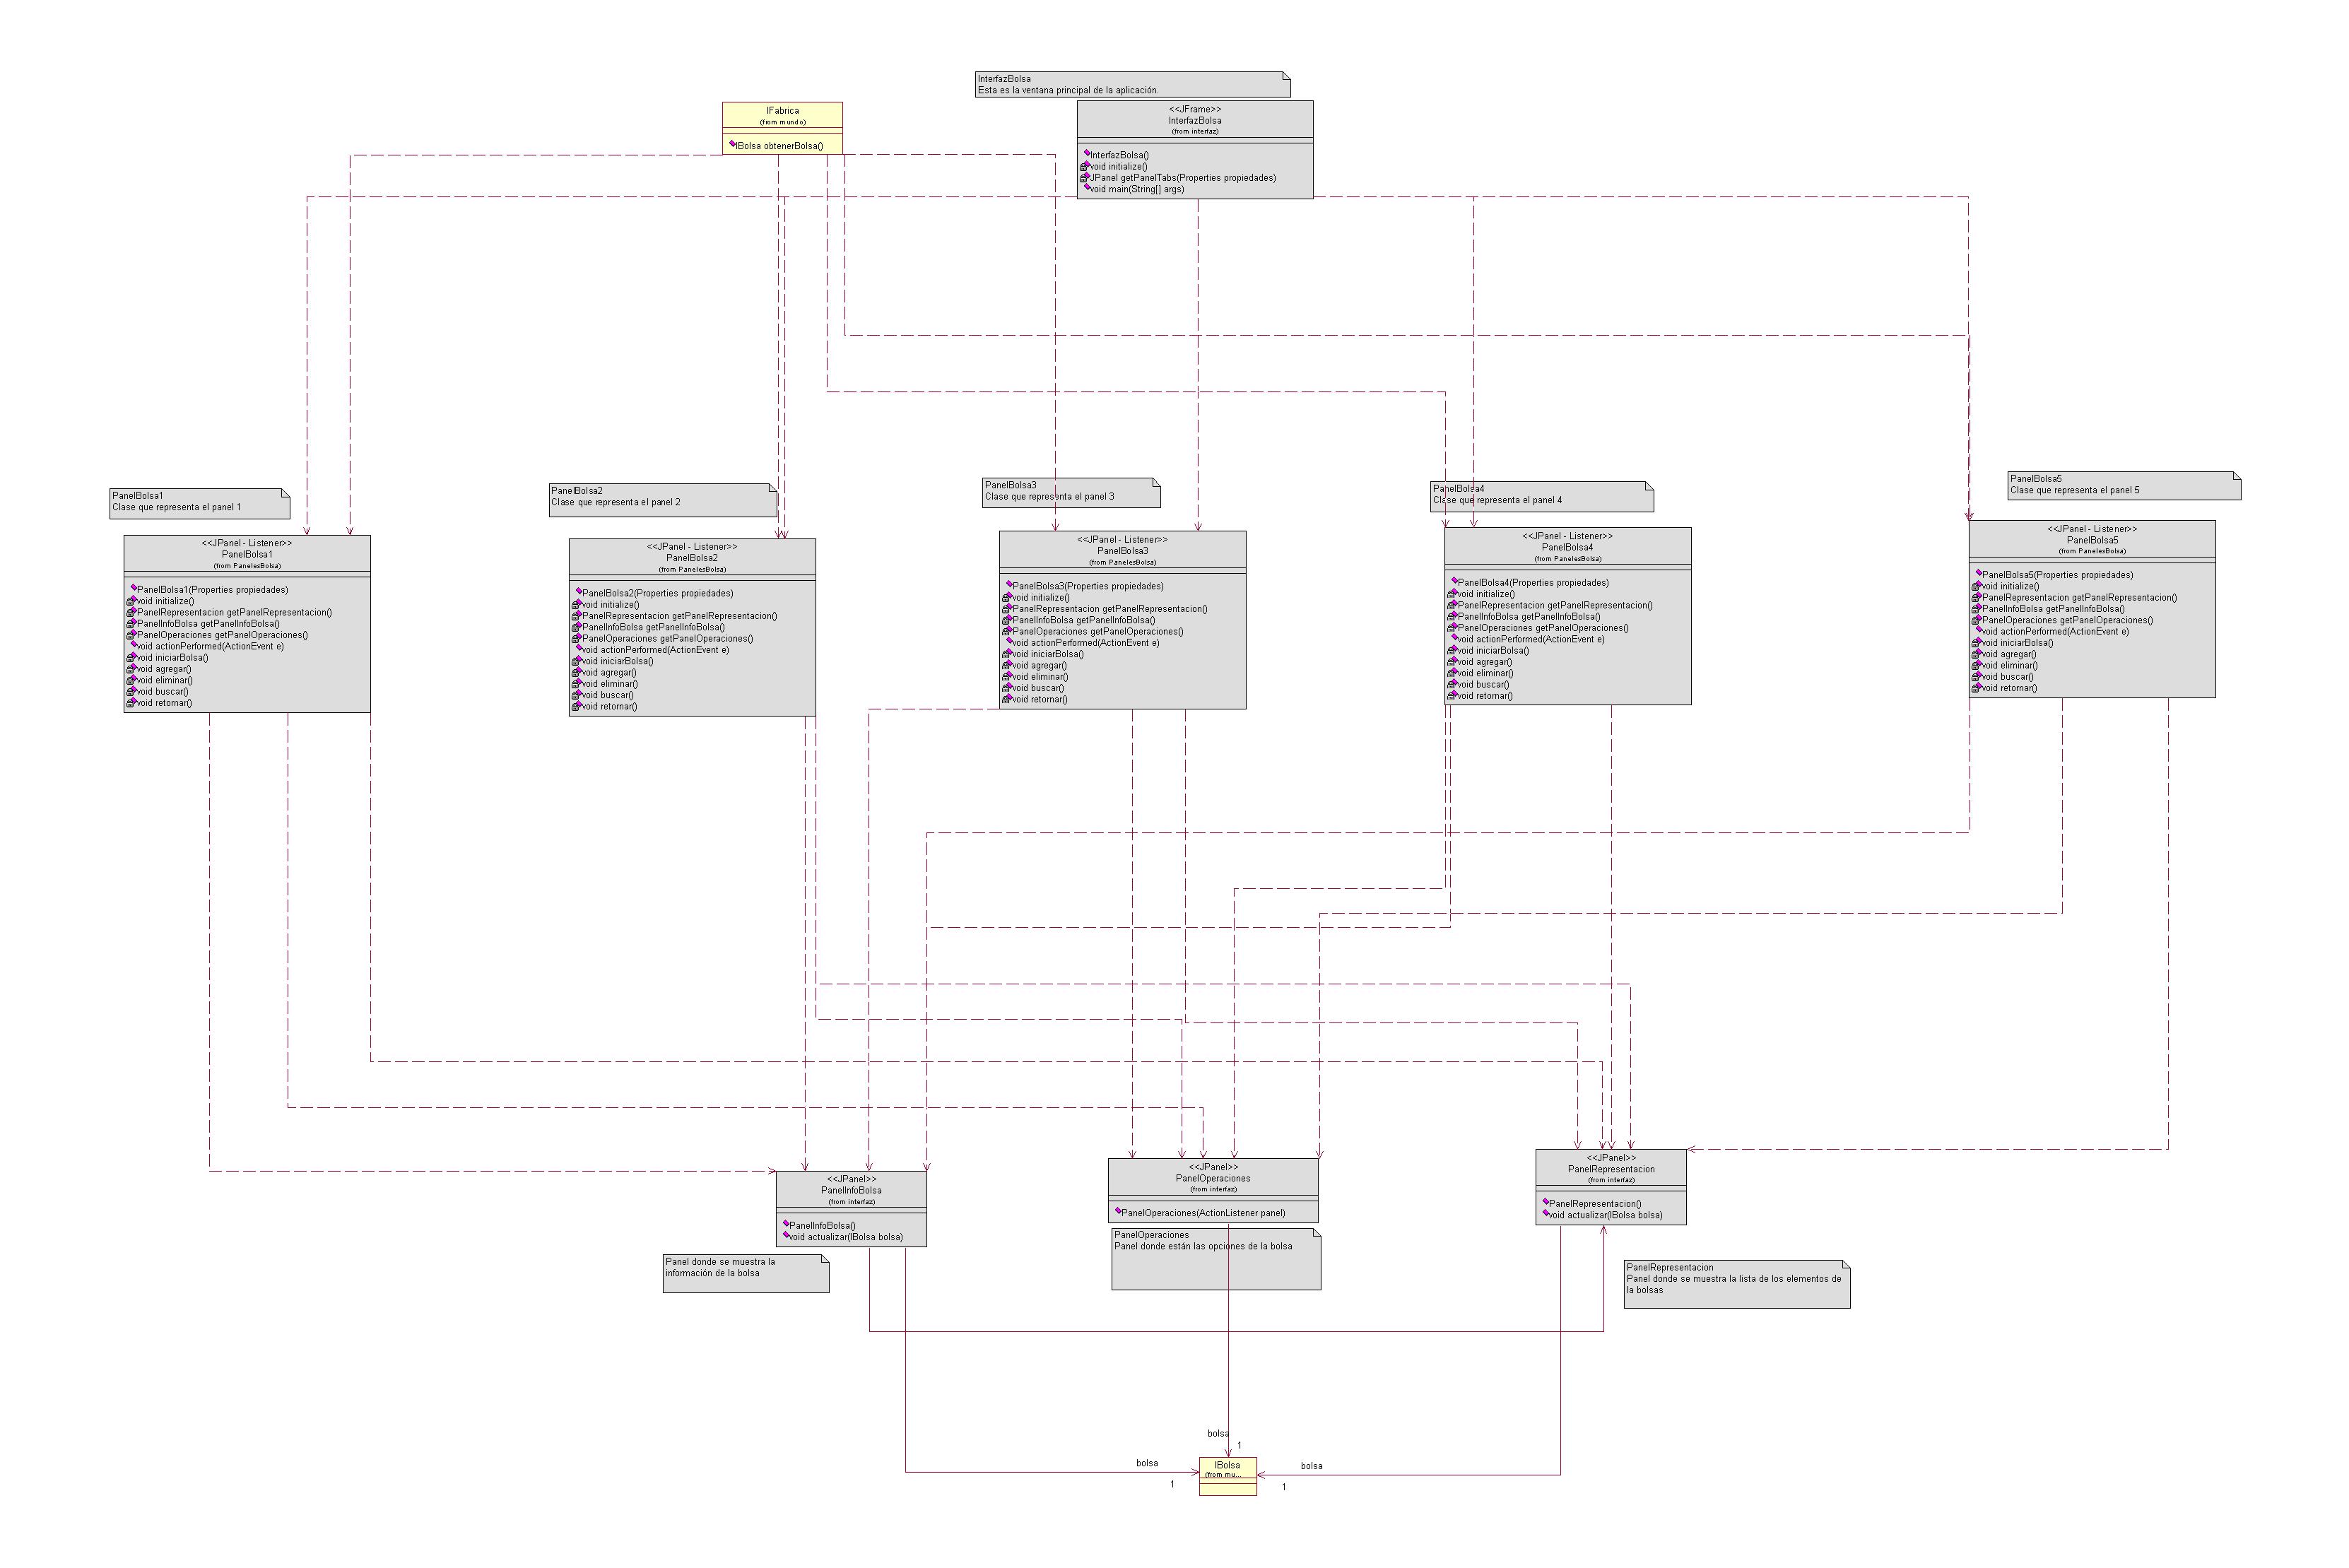 InterfazBolsa
Esta es la ventana principal de la aplicación.
IFabrica
(from mundo)
IBolsa obtenerBolsa()
<<JFrame>>
InterfazBolsa
(from interfaz)
InterfazBolsa()
void initialize()
JPanel getPanelTabs(Properties propiedades)
void main(String[] args)
PanelBolsa1
Clase que representa el panel 1
<<JPanel - Listener>>
PanelBolsa1
(from PanelesBolsa)
PanelBolsa1(Properties propiedades)
void initialize()
PanelRepresentacion getPanelRepresentacion()
PanelInfoBolsa getPanelInfoBolsa()
PanelOperaciones getPanelOperaciones()
void actionPerformed(ActionEvent e)
void iniciarBolsa()
void agregar()
void eliminar()
void buscar()
void retornar()
PanelBolsa2
Clase que representa el panel 2
<<JPanel - Listener>>
PanelBolsa2
(from PanelesBolsa)
PanelBolsa2(Properties propiedades)
void initialize()
PanelRepresentacion getPanelRepresentacion()
PanelInfoBolsa getPanelInfoBolsa()
PanelOperaciones getPanelOperaciones()
void actionPerformed(ActionEvent e)
void iniciarBolsa()
void agregar()
void eliminar()
void buscar()
void retornar()
PanelBolsa3
Clase que representa el panel 3
<<JPanel - Listener>>
PanelBolsa3
(from PanelesBolsa)
PanelBolsa3(Properties propiedades)
void initialize()
PanelRepresentacion getPanelRepresentacion()
PanelInfoBolsa getPanelInfoBolsa()
PanelOperaciones getPanelOperaciones()
void actionPerformed(ActionEvent e)
void iniciarBolsa()
void agregar()
void eliminar()
void buscar()
void retornar()
PanelBolsa4
Clase que representa el panel 4
<<JPanel - Listener>>
PanelBolsa4
(from PanelesBolsa)
PanelBolsa4(Properties propiedades)
void initialize()
PanelRepresentacion getPanelRepresentacion()
PanelInfoBolsa getPanelInfoBolsa()
PanelOperaciones getPanelOperaciones()
void actionPerformed(ActionEvent e)
void iniciarBolsa()
void agregar()
void eliminar()
void buscar()
void retornar()
PanelBolsa5
Clase que representa el panel 5
<<JPanel - Listener>>
PanelBolsa5
(from PanelesBolsa)
PanelBolsa5(Properties propiedades)
void initialize()
PanelRepresentacion getPanelRepresentacion()
PanelInfoBolsa getPanelInfoBolsa()
PanelOperaciones getPanelOperaciones()
void actionPerformed(ActionEvent e)
void iniciarBolsa()
void agregar()
void eliminar()
void buscar()
void retornar()
<<JPanel>>
PanelInfoBolsa
(from interfaz)
PanelInfoBolsa()
void actualizar(IBolsa bolsa)
Panel donde se muestra la
información de la bolsa
<<JPanel>>
PanelOperaciones
(from interfaz)
PanelOperaciones(ActionListener panel)
PanelOperaciones
Panel donde están las opciones de la bolsa
<<JPanel>>
PanelRepresentacion
(from interfaz)
PanelRepresentacion()
void actualizar(IBolsa bolsa)
PanelRepresentacion
Panel donde se muestra la lista de los elementos de
la bolsas
bolsa
1
bolsa
1
bolsa
1
IBolsa
(from mu...